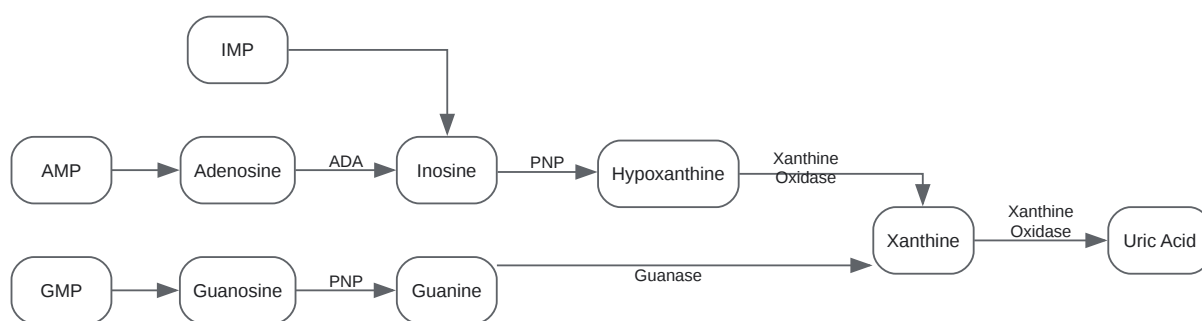 IMP
AMP
Adenosine
ADA
Inosine
PNP
Hypoxanthine
Xanthine
Oxidase
Xanthine
Xanthine
Oxidase
Uric Acid
GMP
Guanosine
PNP
Guanine
Guanase